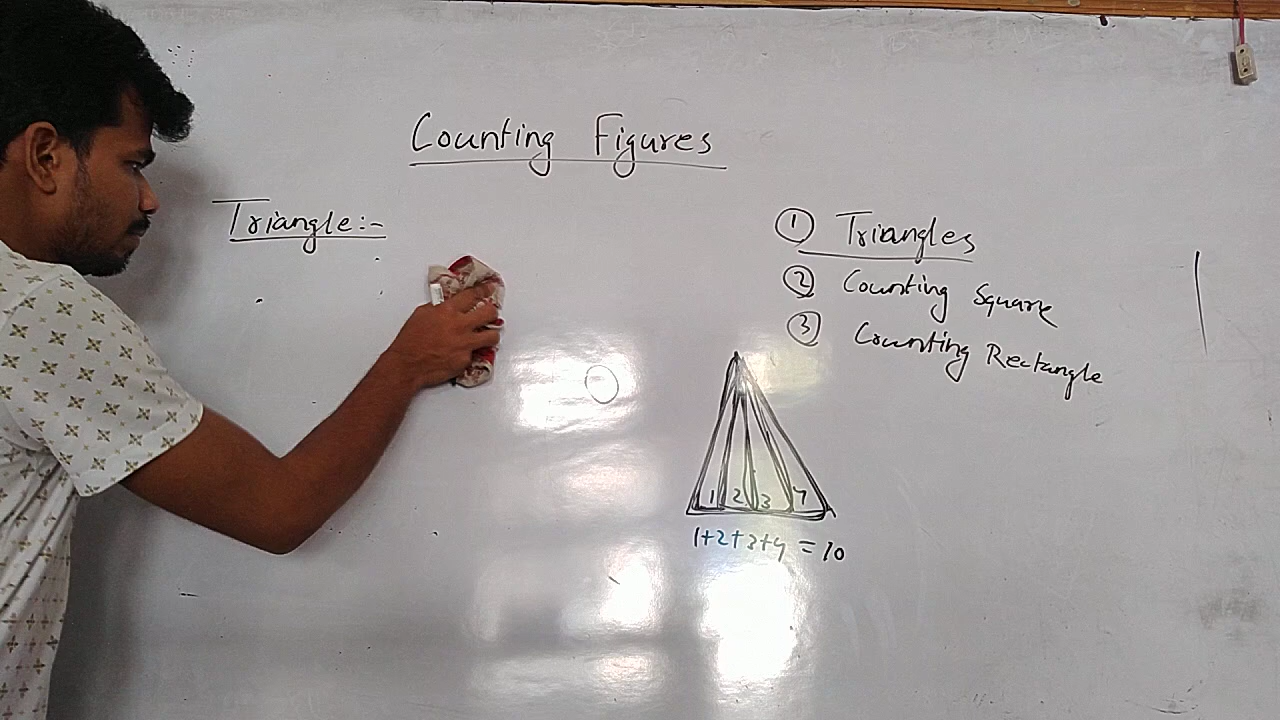 Counting Figures
Triangle:-
① Triangles
② Counting Square
③ Counting Rectangle
1 2 3 4
1+2+3+4 = 10